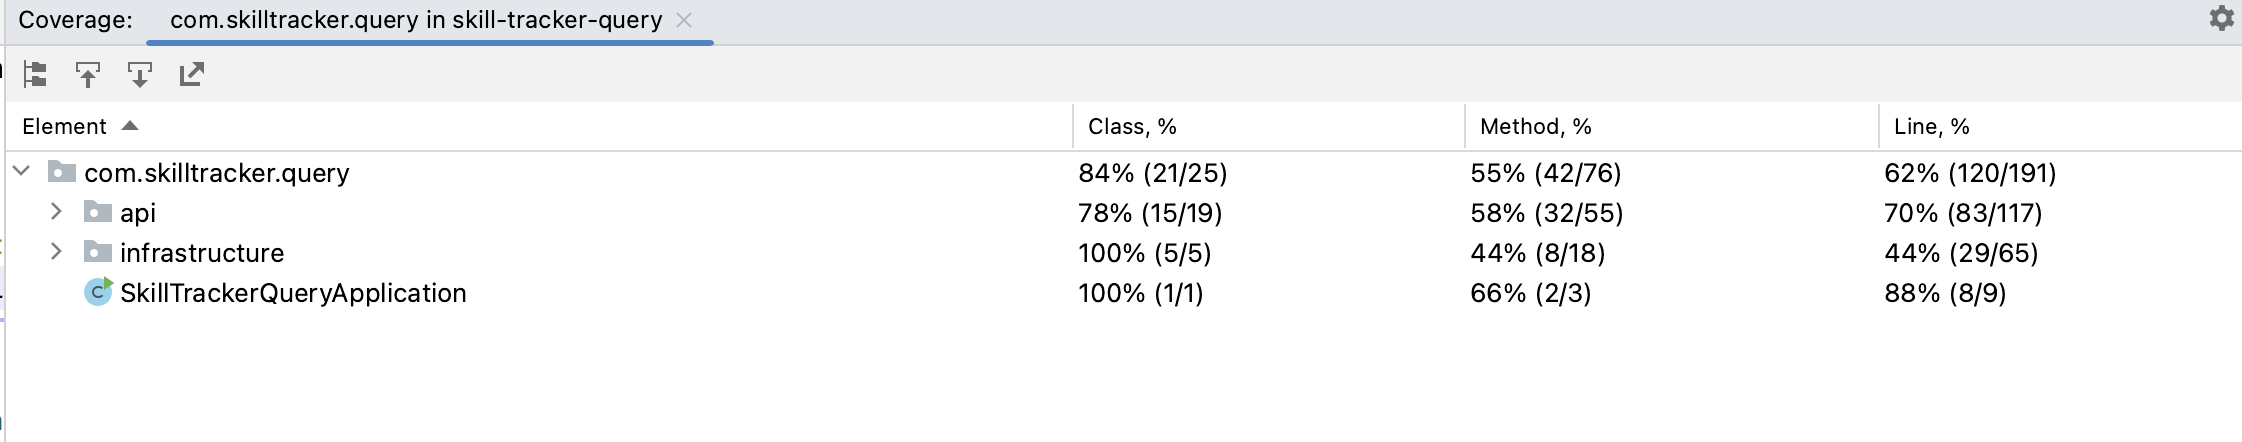 Coverage: com.skilltracker.query in skill-tracker-query
Element Class, % Method, % Line, %
com.skilltracker.query 84% (21/25) 55% (42/76) 62% (120/191)
api 78% (15/19) 58% (32/55) 70% (83/117)
infrastructure 100% (5/5) 44% (8/18) 44% (29/65)
C SkillTrackerQueryApplication 100% (1/1) 66% (2/3) 88% (8/9)